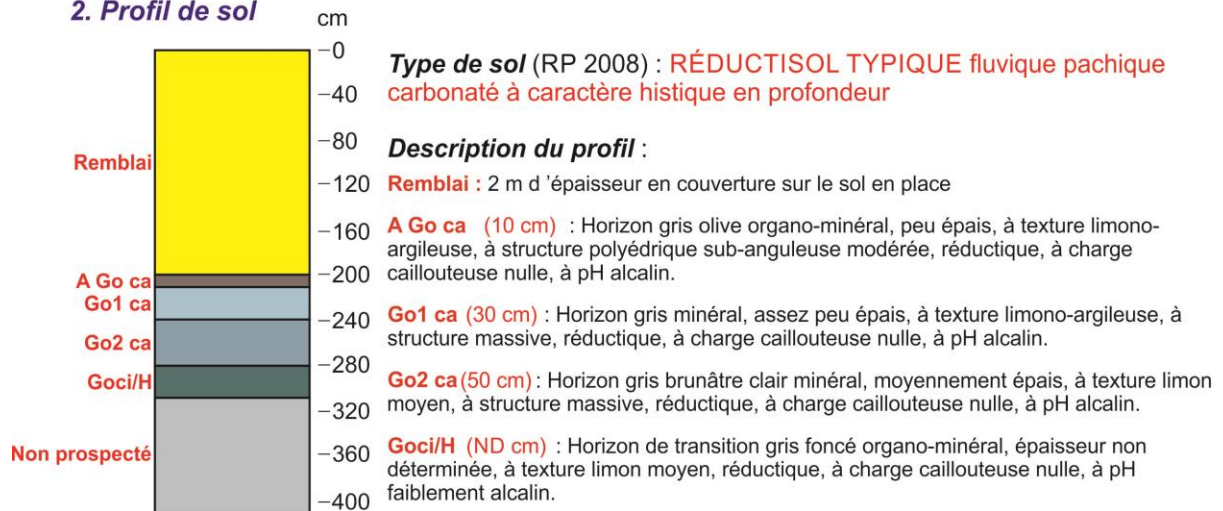 2. Profil de sol
cm
Remblai
A Go ca
Go1 ca
Go2 ca
Goci/H
Non prospecté
−0
−40
−80
−120
−160
−200
−240
−280
−320
−360
−400
Type de sol (RP 2008) : RÉDUCTISOL TYPIQUE fluvique pachique
carbonaté à caractère histique en profondeur
Description du profil :
Remblai : 2 m d ’épaisseur en couverture sur le sol en place
A Go ca (10 cm) : Horizon gris olive organo-minéral, peu épais, à texture limono-
argileuse, à structure polyédrique sub-anguleuse modérée, réductique, à charge
caillouteuse nulle, à pH alcalin.
Go1 ca (30 cm) : Horizon gris minéral, assez peu épais, à texture limono-argileuse, à
structure massive, réductique, à charge caillouteuse nulle, à pH alcalin.
Go2 ca (50 cm) : Horizon gris brunâtre clair minéral, moyennement épais, à texture limon
moyen, à structure massive, réductique, à charge caillouteuse nulle, à pH alcalin.
Goci/H (ND cm) : Horizon de transition gris foncé organo-minéral, épaisseur non
déterminée, à texture limon moyen, réductique, à charge caillouteuse nulle, à pH
faiblement alcalin.